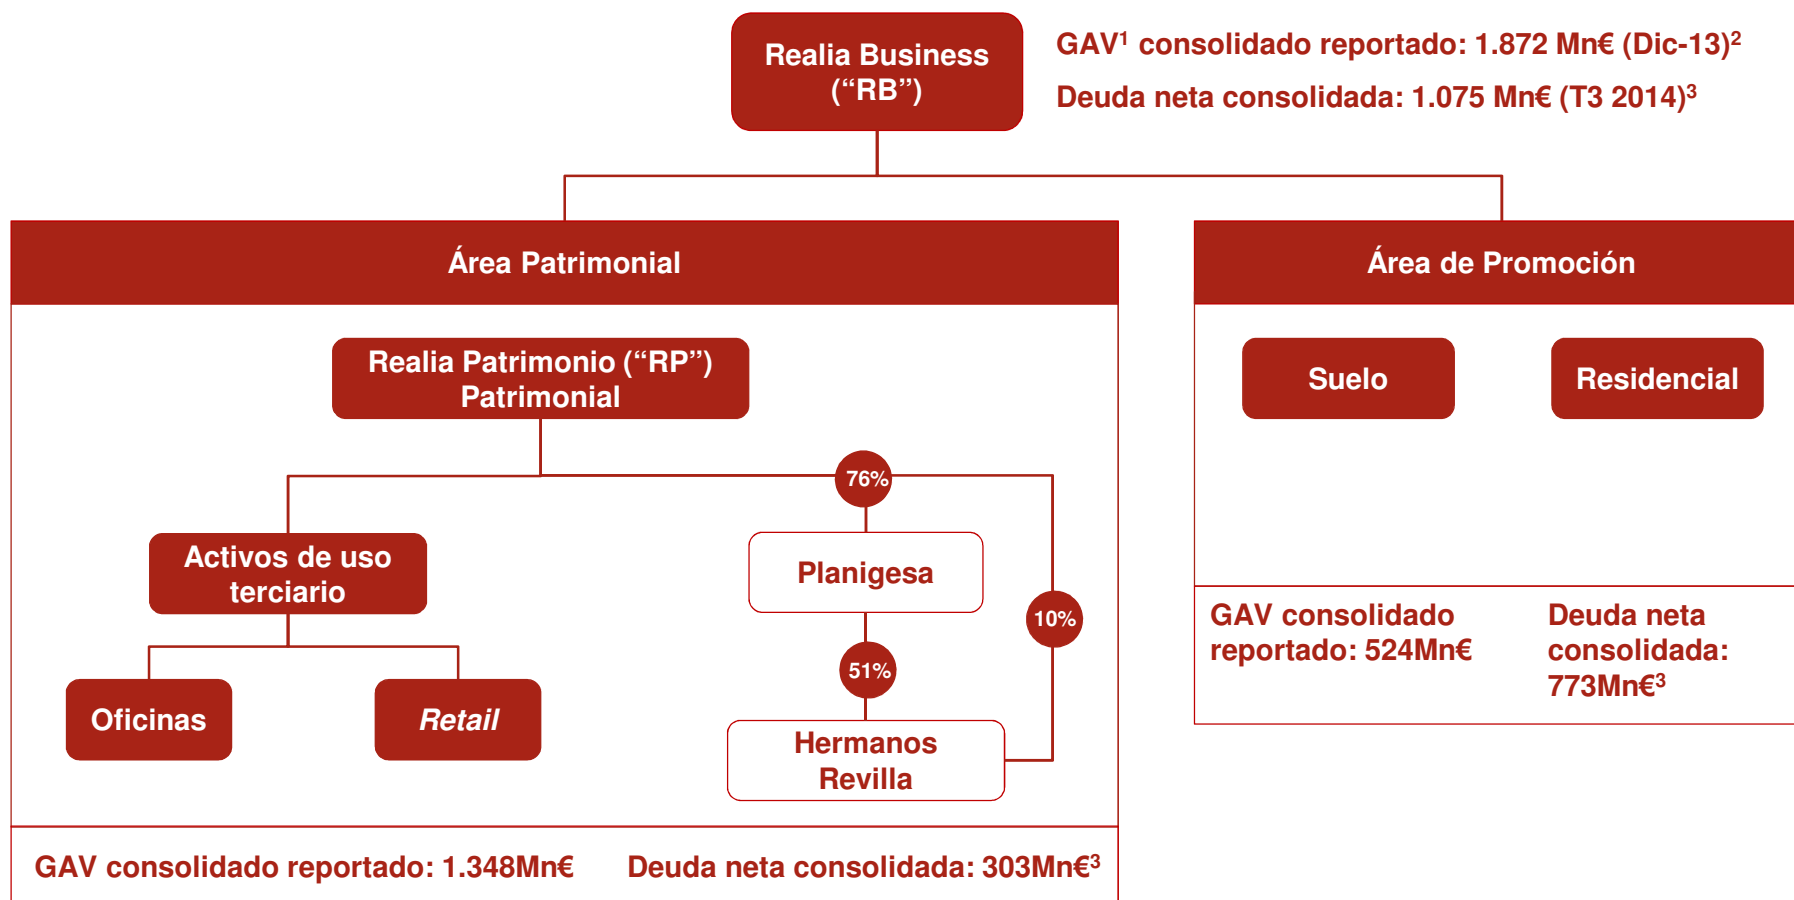 Realia Business
(“RB”)
GAV¹ consolidado reportado: 1.872 Mn€ (Dic-13)²
Deuda neta consolidada: 1.075 Mn€ (T3 2014)³
Área Patrimonial
Realia Patrimonio (“RP”)
Patrimonial
76%
Activos de uso
terciario
Planigesa
10%
51%
Oficinas
Retail
Hermanos
Revilla
GAV consolidado reportado: 1.348Mn€
Deuda neta consolidada: 303Mn€³
Área de Promoción
Suelo
Residencial
GAV consolidado
reportado: 524Mn€
Deuda neta
consolidada:
773Mn€³